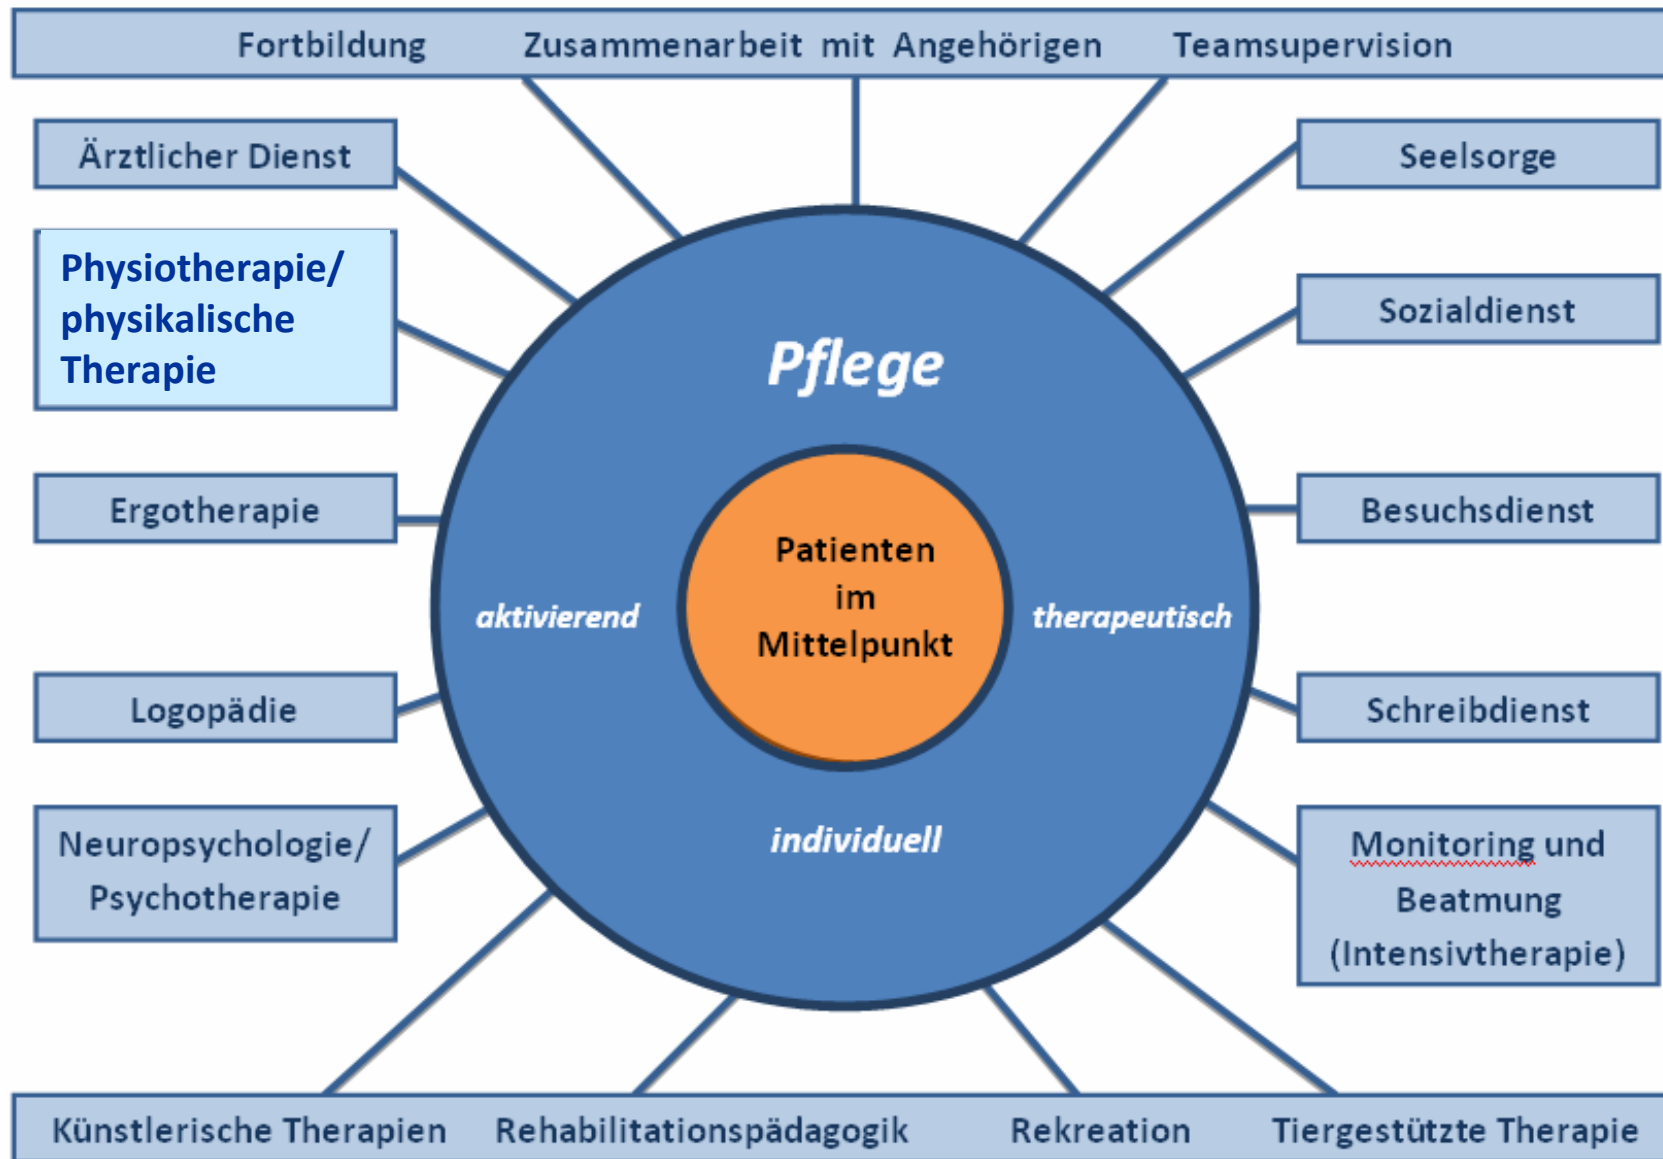 Fortbildung Zusammenarbeit mit Angehörigen Teamsupervision
Ärztlicher Dienst
Physiotherapie/
physikalische
Therapie
Ergotherapie
Logopädie
Neuropsychologie/
Psychotherapie
Pflege
aktivierend
Patienten
im
Mittelpunkt
therapeutisch
individuell
Seelsorge
Sozialdienst
Besuchsdienst
Schreibdienst
Monitoring und
Beatmung
(Intensivtherapie)
Künstlerische Therapien Rehabilitationspädagogik Rekreation Tiergestützte Therapie